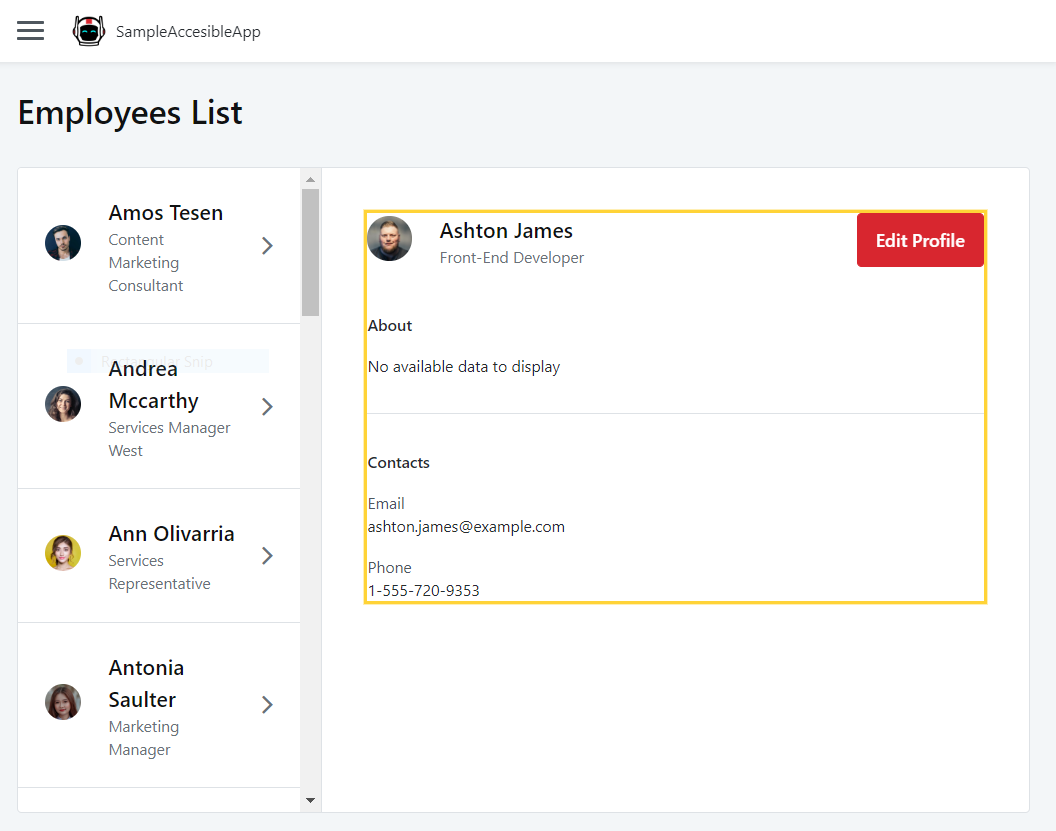 SampleAccesibleApp
Employees List
Amos Tesen
Content
Marketing
Consultant
Rectangular Snip
Andrea
Mccarthy
Services Manager
West
Ann Olivarria
Services
Representative
Antonia
Saulter
Marketing
Manager
Ashton James
Front-End Developer
Edit Profile
About
No available data to display
Contacts
Email
ashton.james@example.com
Phone
1-555-720-9353